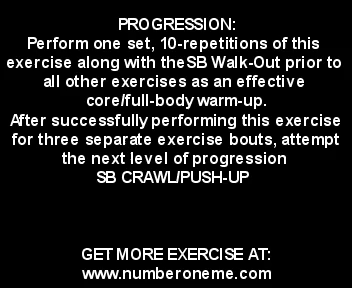 PROGRESSION:
Perform one set, 10-repetitions of this
exercise along with theSB Walk-Out prior to
all other exercises as an effective
core/full-body warm-up.
After successfully performing this exercise
for three separate exercise bouts, attempt
the next level of progression
SB CRAWL/PUSH-UP
GET MORE EXERCISE AT:
www.numberoneme.com